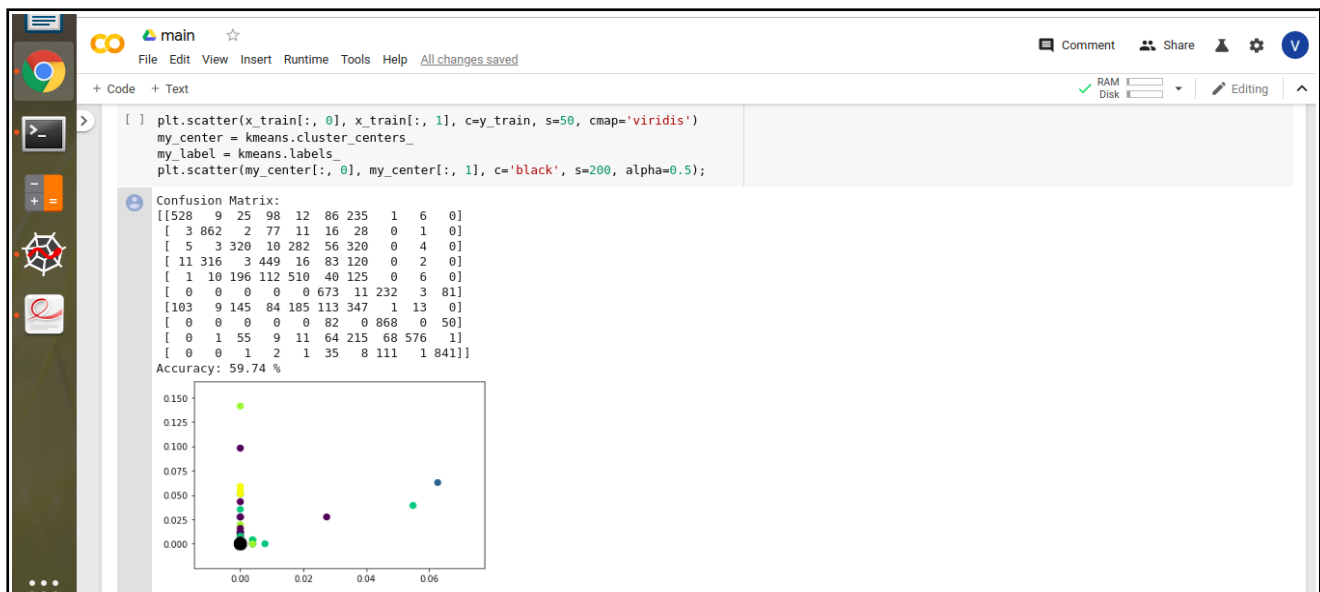 main
File Edit View Insert Runtime Tools Help All changes saved
Comment Share V
+ Code + Text
RAM
Disk
Editing
[ ] plt.scatter(x_train[:, 0], x_train[:, 1], c=y_train, s=50, cmap='viridis')
my_center = kmeans.cluster_centers_
my_label = kmeans.labels_
plt.scatter(my_center[:, 0], my_center[:, 1], c='black', s=200, alpha=0.5);
Confusion Matrix:
[[528 9 25 98 12 86 235 1 6 0]
[ 3 862 2 77 11 16 28 0 1 0]
[ 5 3 320 10 282 56 320 0 4 0]
[ 11 316 3 449 16 83 120 0 2 0]
[ 1 10 196 112 510 40 125 0 6 0]
[ 0 0 0 0 0 673 11 232 3 81]
[103 9 145 84 185 113 347 1 13 0]
[ 0 0 0 0 0 82 0 868 0 50]
[ 0 1 55 9 11 64 215 68 576 1]
[ 0 0 1 2 1 35 8 111 1 841]]
Accuracy: 59.74 %
0.150
0.125
0.100
0.075
0.050
0.025
0.000
0.00 0.02 0.04 0.06